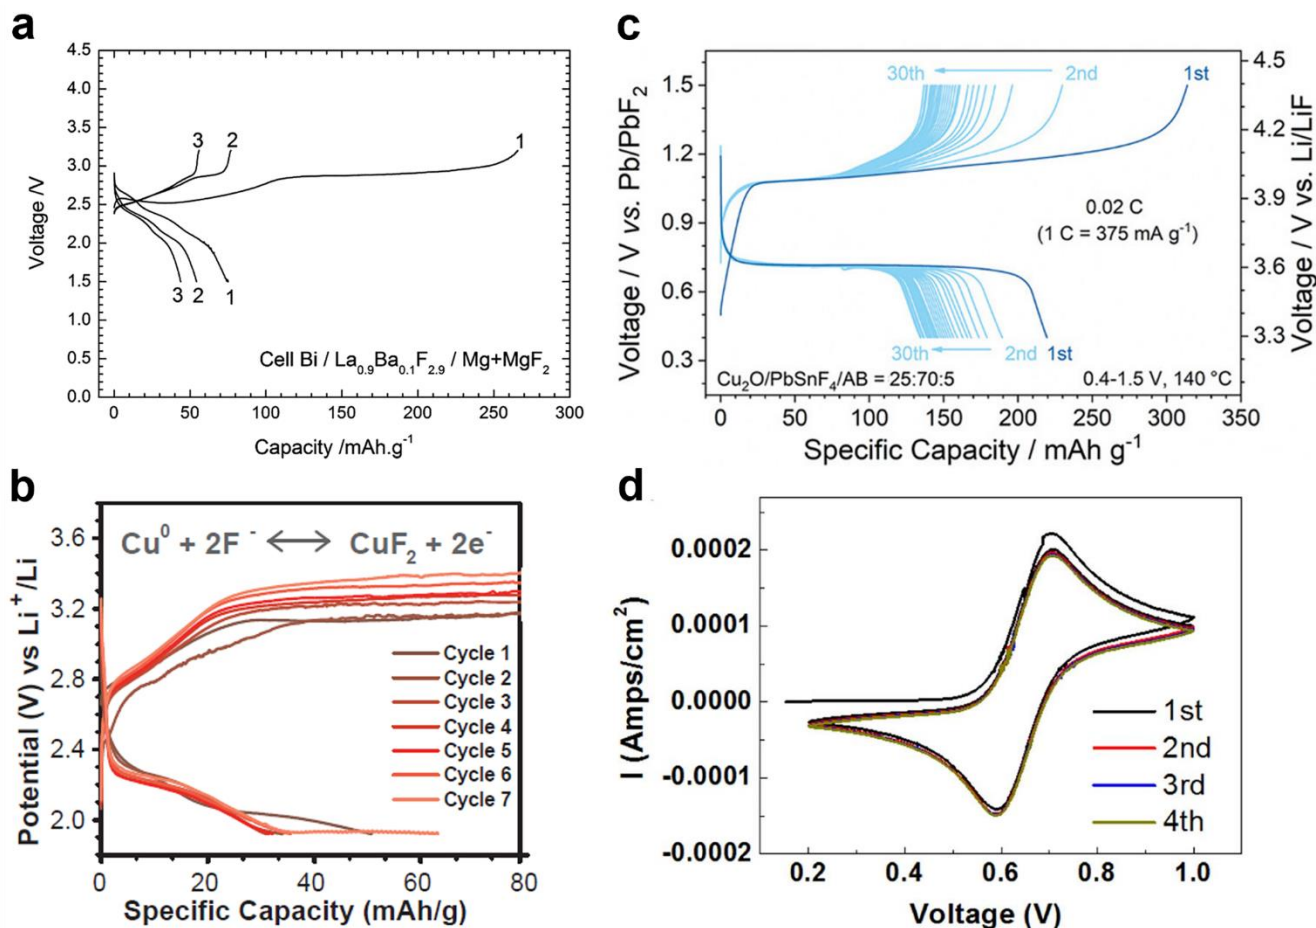 a
4.5
4.0
3.5
3.0
2.5
2.0
1.5
1.0
0.5
0.0
Voltage /V
3 2 1
3 2 1
Cell Bi / La0.9Ba0.1F2.9 / Mg+MgF2
0 50 100 150 200 250 300
Capacity /mAh.g-1
c
1.5
1.2
0.9
0.6
0.3
Voltage / V vs. Pb/PbF2
30th 2nd 1st
0.02 C
(1 C = 375 mA g-1)
30th 2nd 1st
Cu2O/PbSnF4/AB = 25:70:5
0.4-1.5 V, 140 °C
4.5
4.2
3.9
3.6
3.3
Voltage / V vs. Li/LiF
0 50 100 150 200 250 300 350
Specific Capacity / mAh g-1
b
Cu0 + 2F - ⟷ CuF2 + 2e-
3.6
3.2
2.8
2.4
2.0
Potential (V) vs Li+/Li
Cycle 1
Cycle 2
Cycle 3
Cycle 4
Cycle 5
Cycle 6
Cycle 7
0 20 40 60 80
Specific Capacity (mAh/g)
d
0.0002
0.0001
0.0000
-0.0001
-0.0002
I (Amps/cm2)
1st
2nd
3rd
4th
0.2 0.4 0.6 0.8 1.0
Voltage (V)